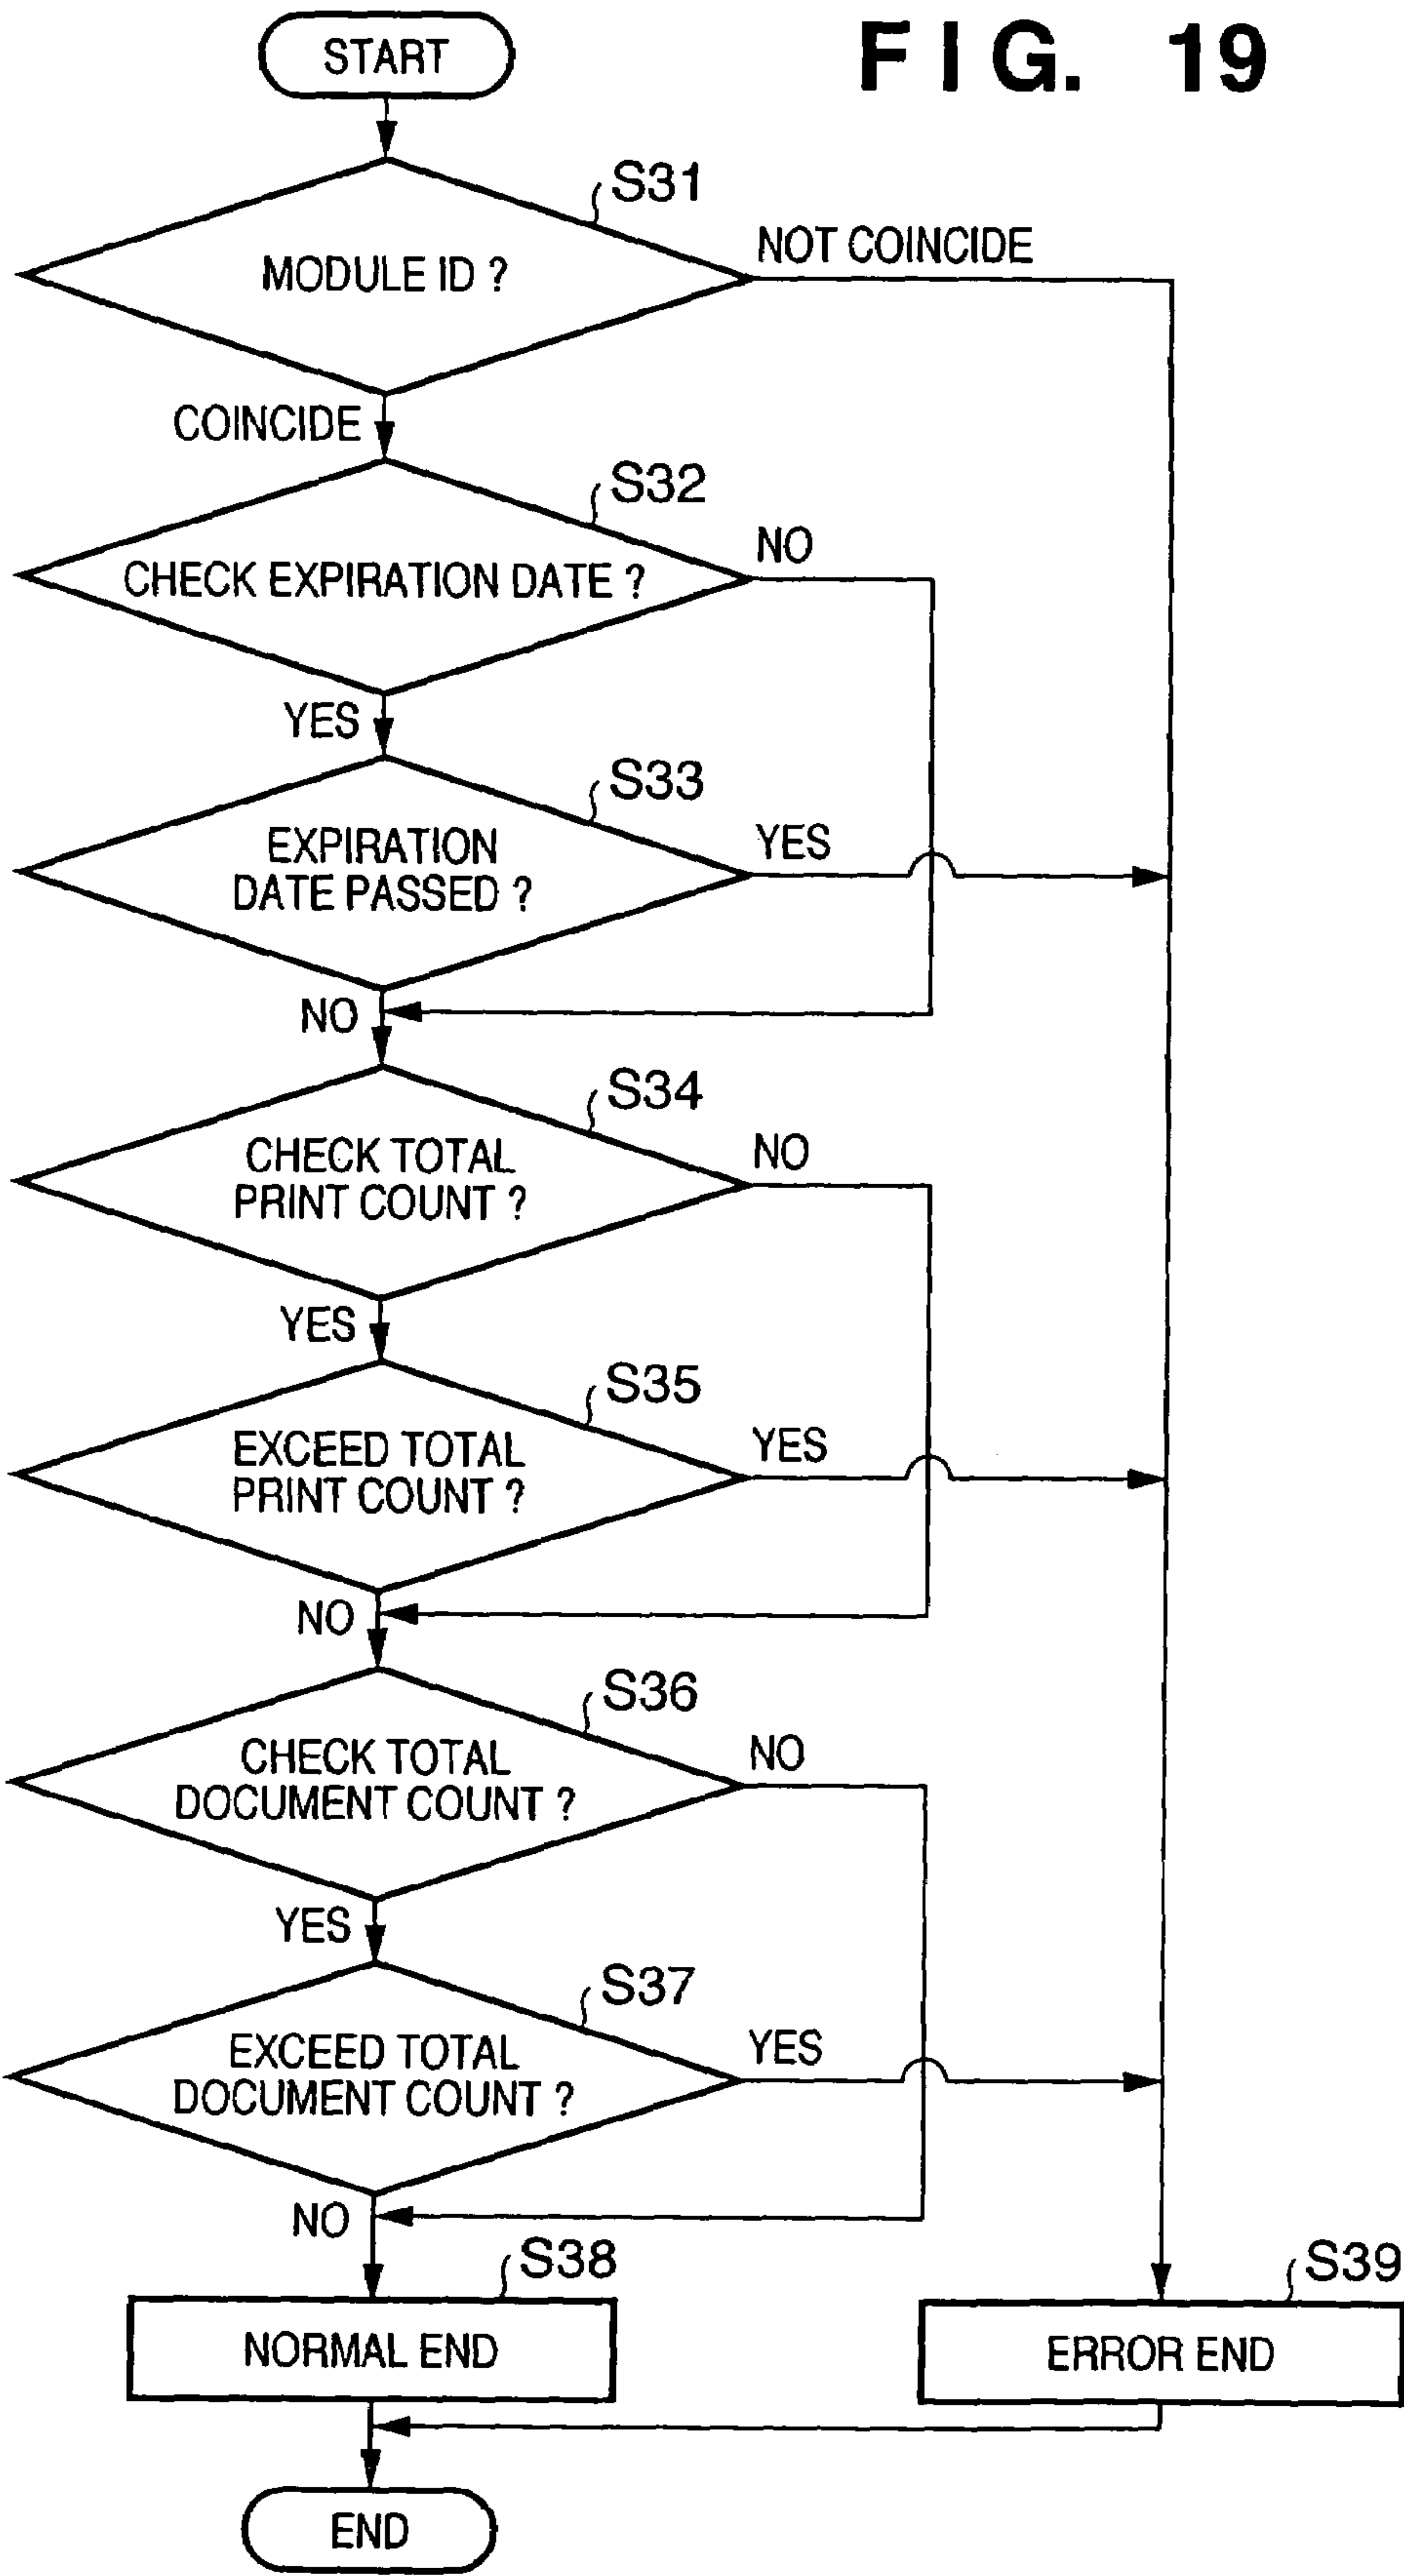 FIG. 19
START
S31
MODULE ID ?
NOT COINCIDE
COINCIDE
S32
CHECK EXPIRATION DATE ?
NO
YES
S33
EXPIRATION
DATE PASSED ?
YES
NO
S34
CHECK TOTAL
PRINT COUNT ?
NO
YES
S35
EXCEED TOTAL
PRINT COUNT ?
YES
NO
S36
CHECK TOTAL
DOCUMENT COUNT ?
NO
YES
S37
EXCEED TOTAL
DOCUMENT COUNT ?
YES
NO
S38
NORMAL END
S39
ERROR END
END